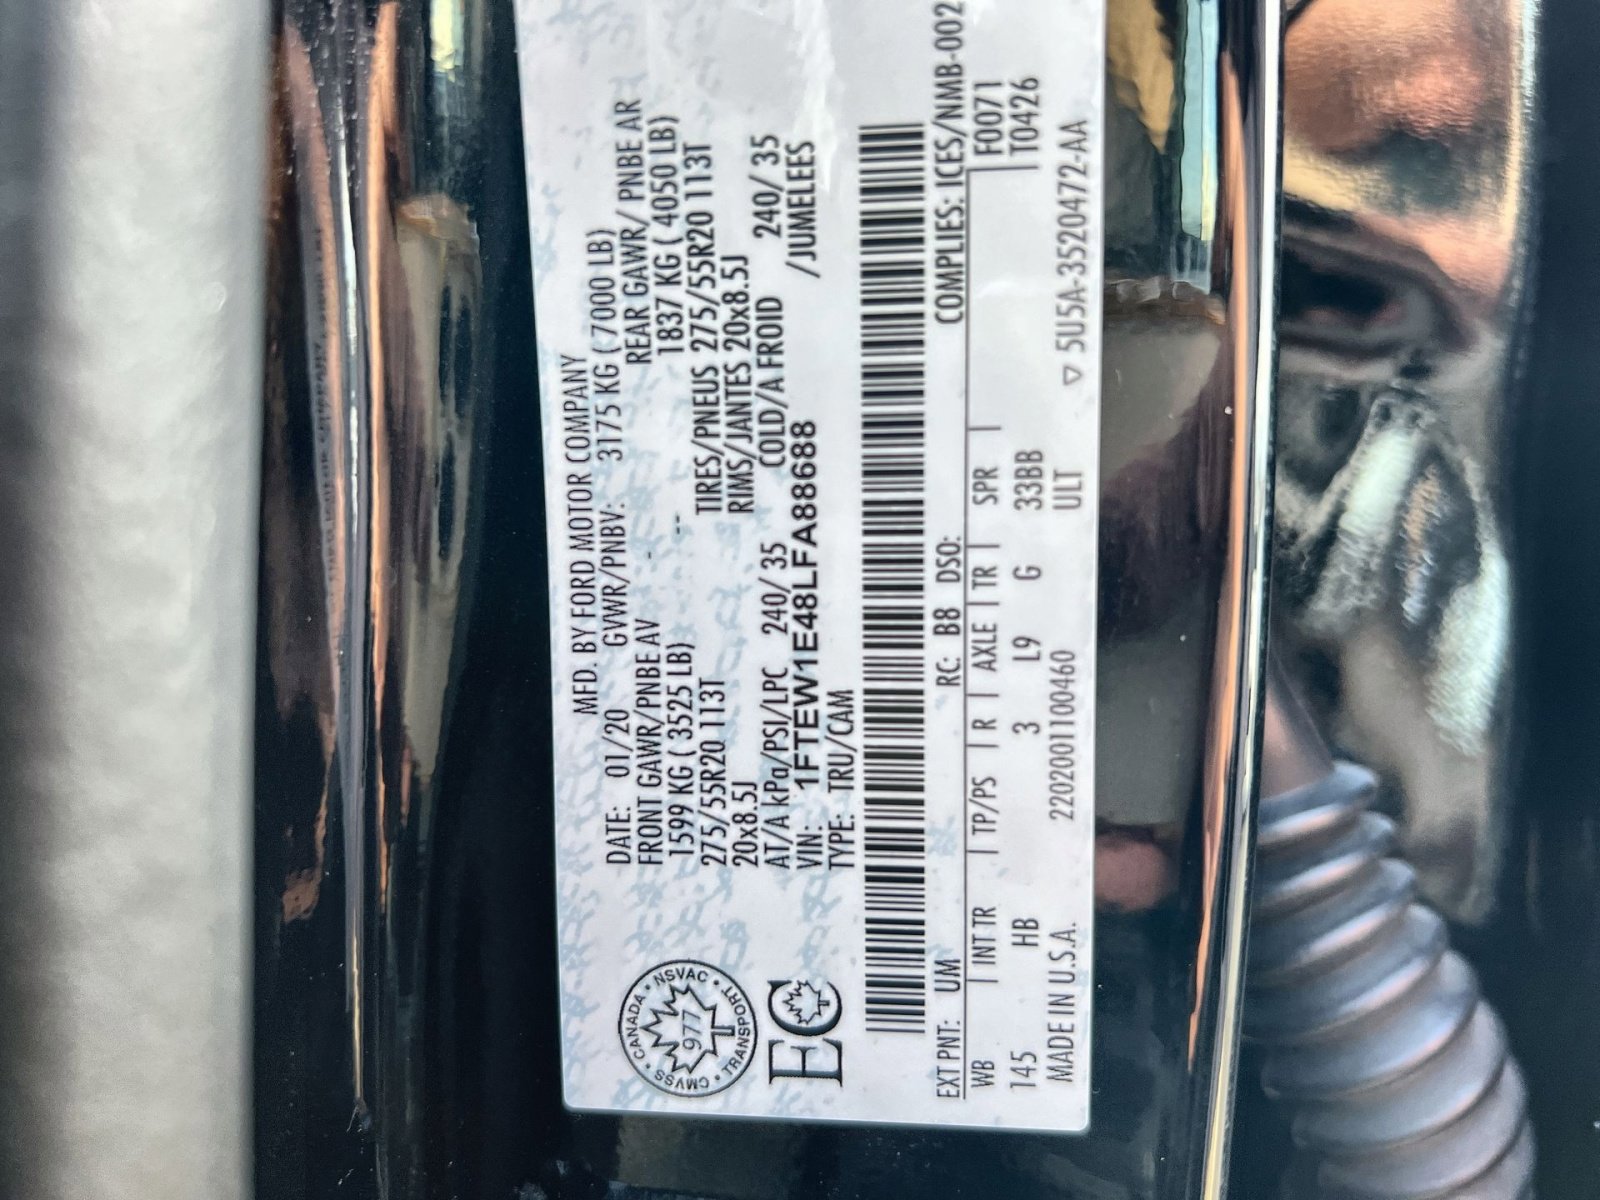 MFD. BY FORD MOTOR COMPANY
DATE: 01/20 GVWR/PNBV: 3175 KG ( 7000 LB)
FRONT GAWR/PNBE AV - REAR GAWR/ PNBE AR
1599 KG ( 3525 LB) -- 1837 KG ( 4050 LB)
275/55R20 113T TIRES/PNEUS 275/55R20 113T
20x8.5J RIMS/JANTES 20x8.5J
AT/A kPa/PSI/LPC 240/ 35 COLD/A FROID 240/ 35
VIN: 1FTEW1E48LFA88688 /JUMELEES
TYPE: TRU/CAM
CANADA • NSVAC • TRANSPORT • CMVSS •
977
EC
EXT PNT: UM RC: B8 DSO: COMPLIES: ICES/NMB-002
WB INT TR TP/PS R AXLE TR SPR F0071
145 HB 3 L9 G 33BB T0426
ULT
MADE IN U.S.A. 2202001100460 ▽ 5U5A-3520472-AA